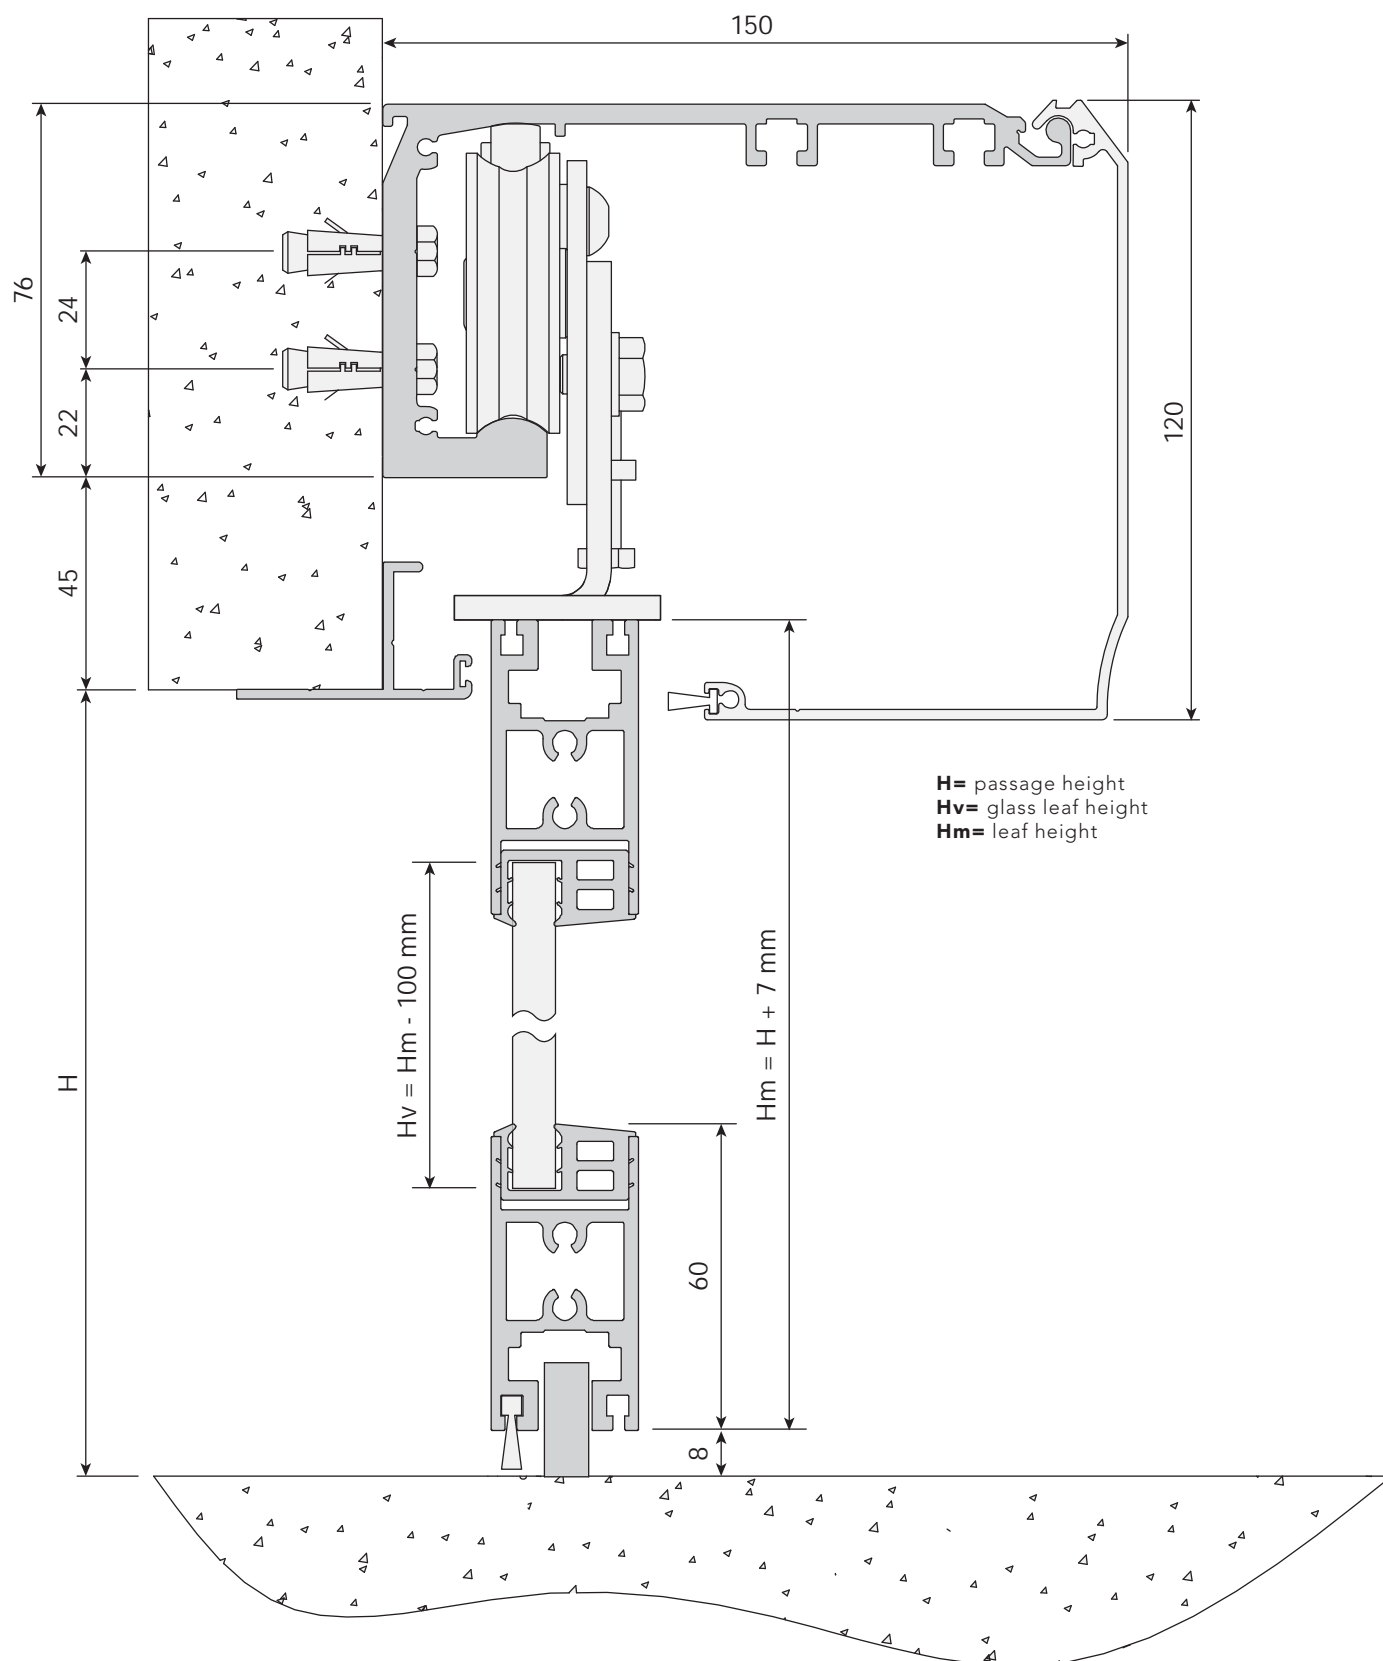 150
76
24
22
120
45
H= passage height
Hv= glass leaf height
Hm= leaf height
Hv = Hm - 100 mm
Hm = H + 7 mm
H
60
8